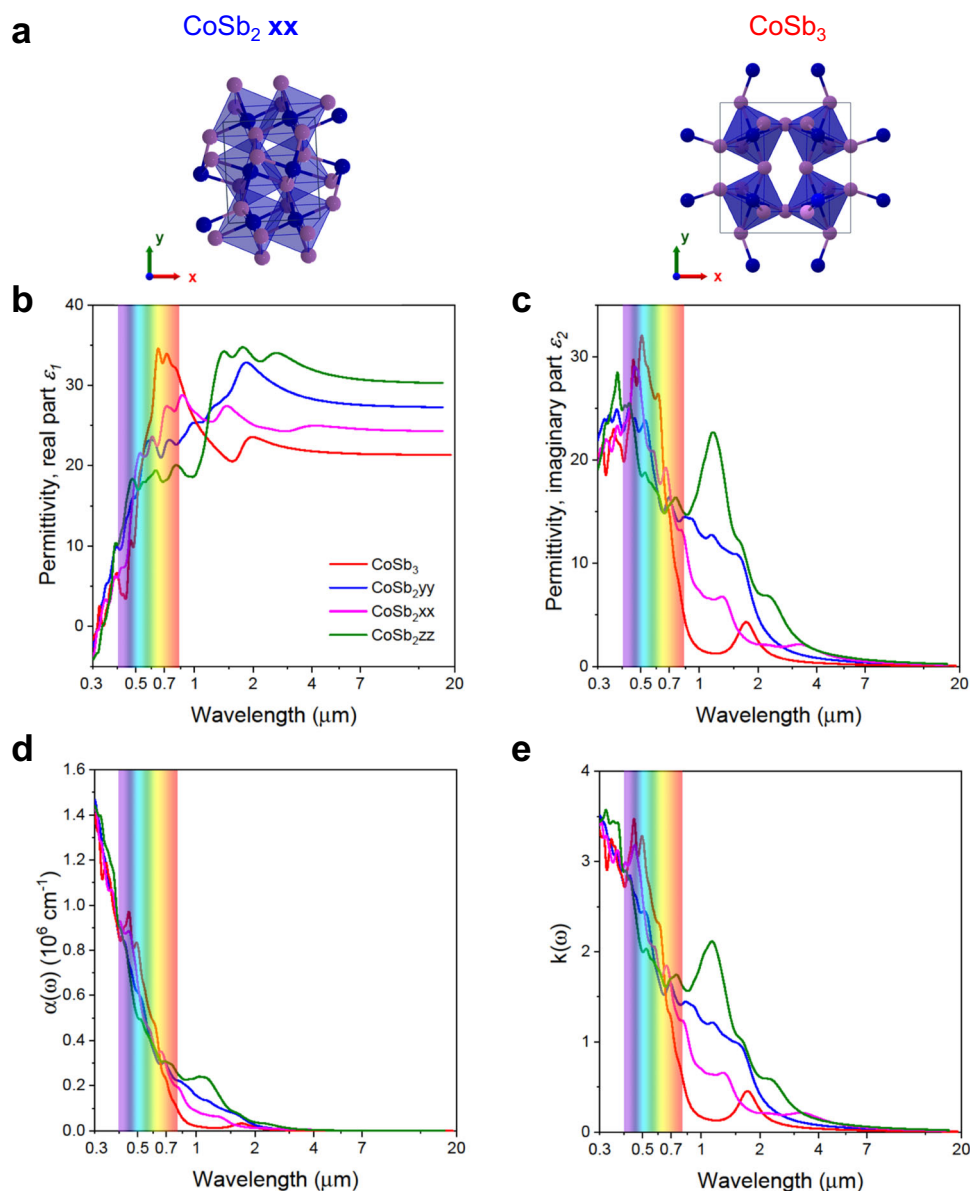 a
CoSb₂ xx
CoSb₃
y
x
y
x
b
c
Permittivity, real part ε₁
40
30
20
10
0
CoSb₃
CoSb₂yy
CoSb₂xx
CoSb₂zz
0.3 0.5 0.7 1 2 4 7 20
Wavelength (μm)
Permittivity, imaginary part ε₂
30
20
10
0
0.3 0.5 0.7 1 2 4 7 20
Wavelength (μm)
d
e
α(ω) (10⁶ cm⁻¹)
1.6
1.4
1.2
1.0
0.8
0.6
0.4
0.2
0.0
0.3 0.5 0.7 1 2 4 7 20
Wavelength (μm)
k(ω)
4
3
2
1
0
0.3 0.5 0.7 1 2 4 7 20
Wavelength (μm)